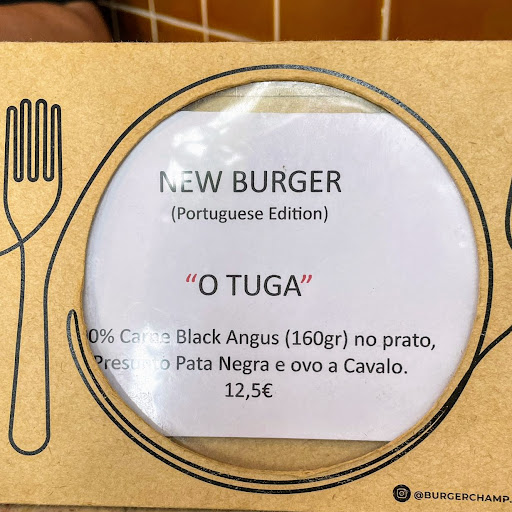 NEW BURGER
(Portuguese Edition)
“O TUGA”
0% Carne Black Angus (160gr) no prato,
Presunto Pata Negra e ovo a Cavalo.
12,5€
@BURGERCHAMP.